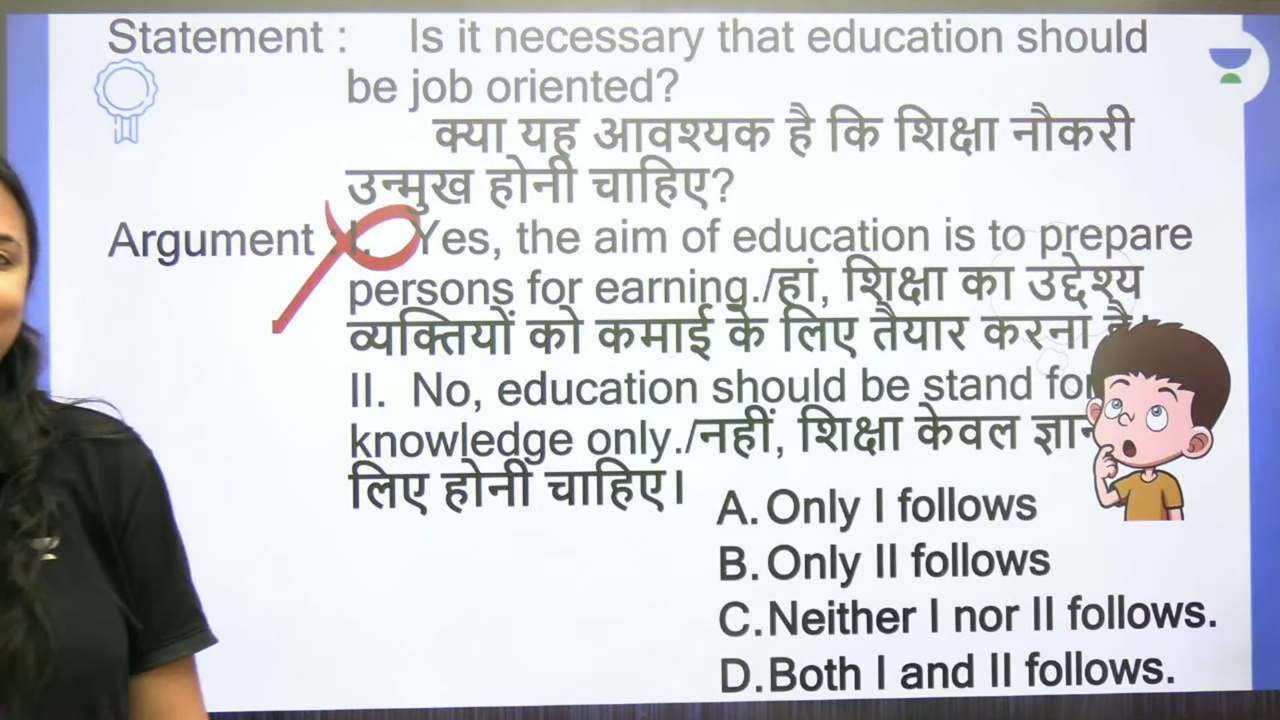 Statement : Is it necessary that education should
be job oriented?
क्या यह आवश्यक है कि शिक्षा नौकरी
उन्मुख होनी चाहिए?
Argument : I. Yes, the aim of education is to prepare
persons for earning./हां, शिक्षा का उद्देश्य
व्यक्तियों को कमाई के लिए तैयार करना है।
II. No, education should be stand for
knowledge only./नहीं, शिक्षा केवल
लिए होनी चाहिए।
A. Only I follows
B. Only II follows
C. Neither I nor II follows.
D. Both I and II follows.